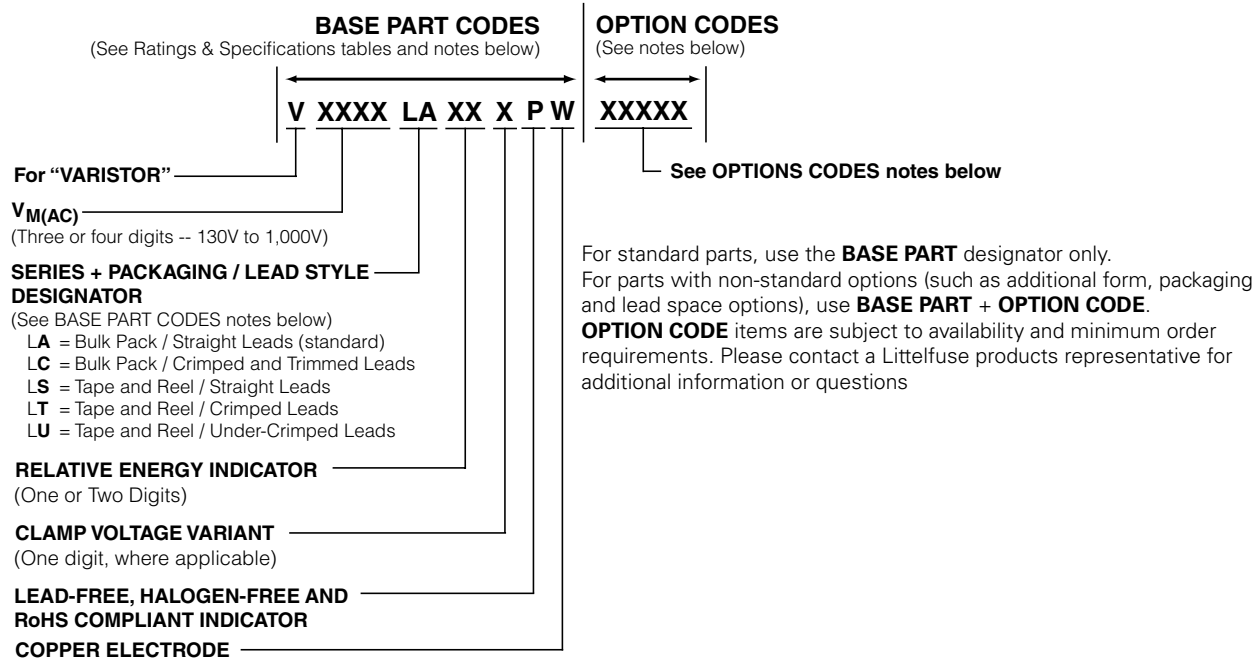 BASE PART CODES
(See Ratings & Specifications tables and notes below)
OPTION CODES
(See notes below)
V XXXX LA XX X P W XXXXX
For “VARISTOR”
See OPTIONS CODES notes below
VM(AC)
(Three or four digits -- 130V to 1,000V)
SERIES + PACKAGING / LEAD STYLE
DESIGNATOR
(See BASE PART CODES notes below)
LA = Bulk Pack / Straight Leads (standard)
LC = Bulk Pack / Crimped and Trimmed Leads
LS = Tape and Reel / Straight Leads
LT = Tape and Reel / Crimped Leads
LU = Tape and Reel / Under-Crimped Leads
RELATIVE ENERGY INDICATOR
(One or Two Digits)
CLAMP VOLTAGE VARIANT
(One digit, where applicable)
LEAD-FREE, HALOGEN-FREE AND
RoHS COMPLIANT INDICATOR
COPPER ELECTRODE
For standard parts, use the BASE PART designator only.
For parts with non-standard options (such as additional form, packaging
and lead space options), use BASE PART + OPTION CODE.
OPTION CODE items are subject to availability and minimum order
requirements. Please contact a Littelfuse products representative for
additional information or questions